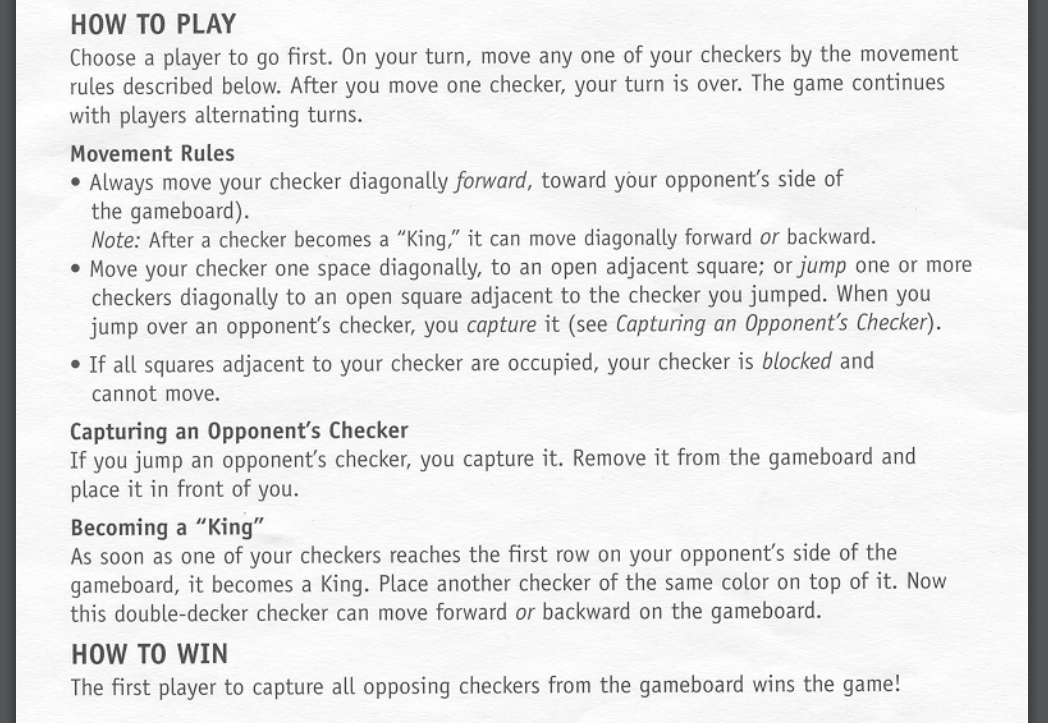 HOW TO PLAY
Choose a player to go first. On your turn, move any one of your checkers by the movement
rules described below. After you move one checker, your turn is over. The game continues
with players alternating turns.
Movement Rules
• Always move your checker diagonally forward, toward your opponent's side of
the gameboard).
Note: After a checker becomes a “King,” it can move diagonally forward or backward.
• Move your checker one space diagonally, to an open adjacent square; or jump one or more
checkers diagonally to an open square adjacent to the checker you jumped. When you
jump over an opponent's checker, you capture it (see Capturing an Opponent's Checker).
• If all squares adjacent to your checker are occupied, your checker is blocked and
cannot move.
Capturing an Opponent's Checker
If you jump an opponent's checker, you capture it. Remove it from the gameboard and
place it in front of you.
Becoming a “King”
As soon as one of your checkers reaches the first row on your opponent's side of the
gameboard, it becomes a King. Place another checker of the same color on top of it. Now
this double-decker checker can move forward or backward on the gameboard.
HOW TO WIN
The first player to capture all opposing checkers from the gameboard wins the game!